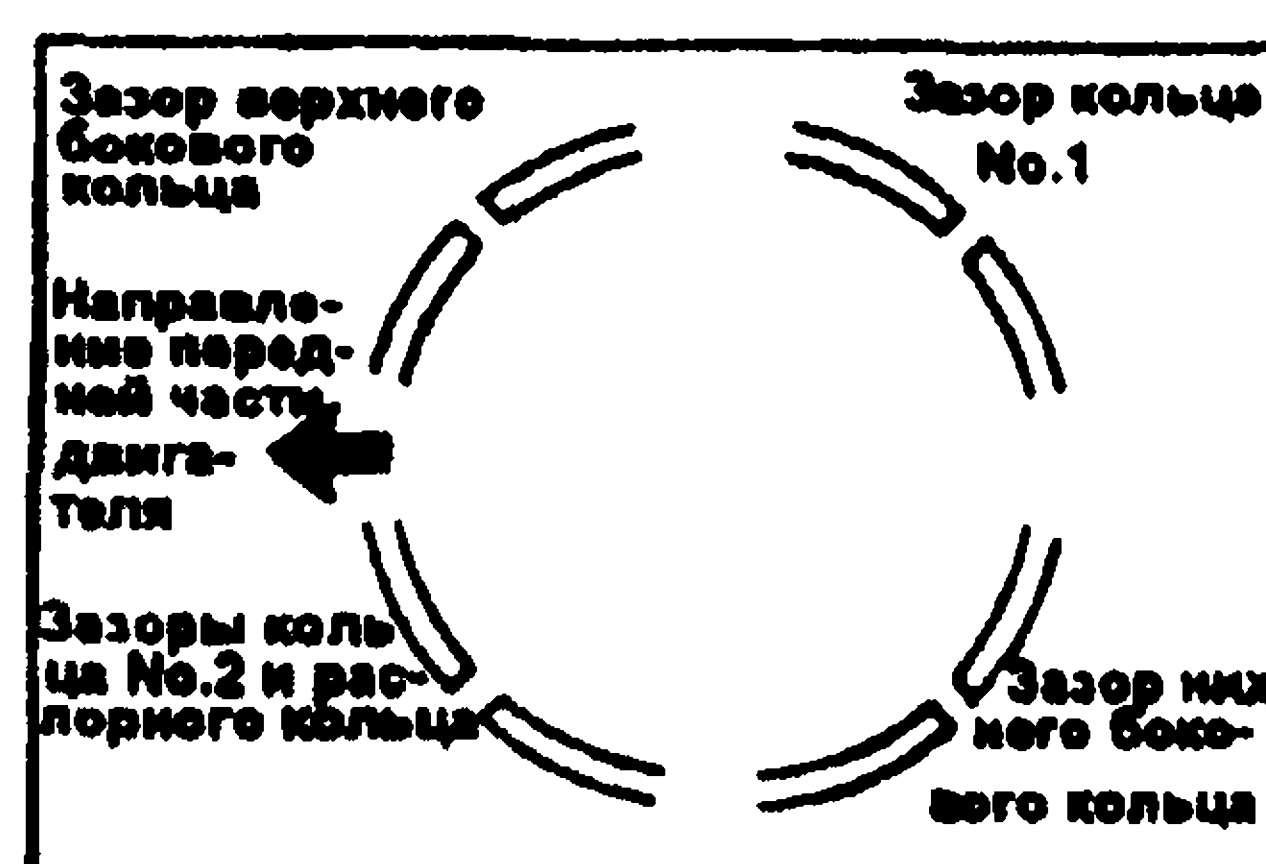 Зазор верхнего
бокового
кольца
Зазор кольца
No.1
Направле-
ние перед-
ней части
двига-
теля
Зазоры коль
ца No.2 и рас-
порного кольца
Зазор ниж
него боко-
вого кольца